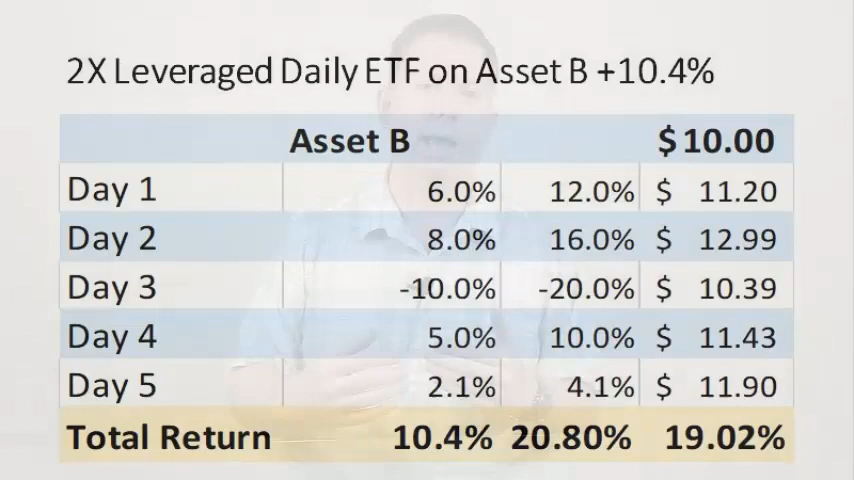 2X Leveraged Daily ETF on Asset B +10.4%
Asset B $ 10.00
Day 1 6.0% 12.0% $ 11.20
Day 2 8.0% 16.0% $ 12.99
Day 3 -10.0% -20.0% $ 10.39
Day 4 5.0% 10.0% $ 11.43
Day 5 2.1% 4.1% $ 11.90
Total Return 10.4% 20.80% 19.02%